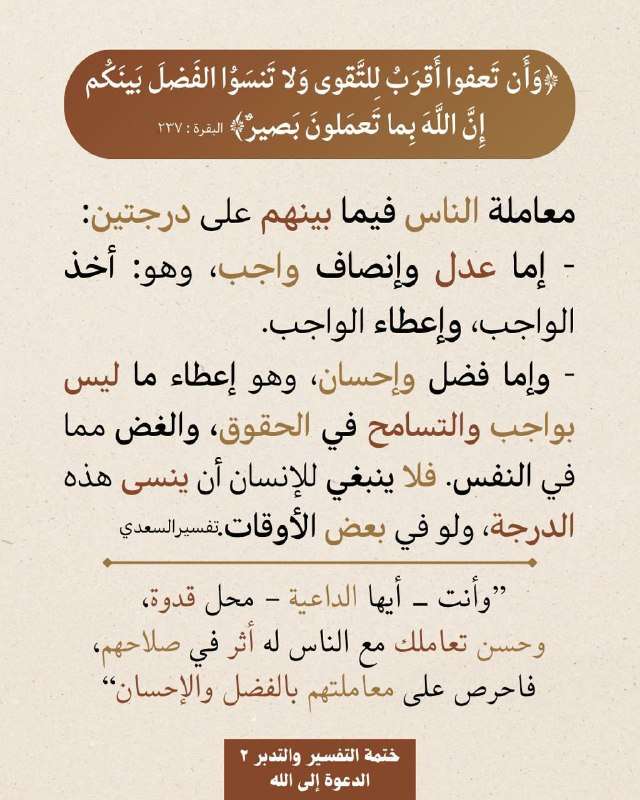 ﴿وَأَن تَعفوا أَقرَبُ لِلتَّقوى وَلا تَنسَوُا الفَضلَ بَينَكُم
إِنَّ اللَّهَ بِما تَعمَلونَ بَصيرٌ﴾ البقرة : ٢٣٧
معاملة الناس فيما بينهم على درجتين:
- إما عدل وإنصاف واجب، وهو: أخذ
الواجب، وإعطاء الواجب.
- وإما فضل وإحسان، وهو إعطاء ما ليس
بواجب والتسامح في الحقوق، والغض مما
في النفس. فلا ينبغي للإنسان أن ينسى هذه
الدرجة، ولو في بعض الأوقات. تفسيرالسعدي
”وأنت – أيها الداعية – محل قدوة،
وحسن تعاملك مع الناس له أثر في صلاحهم،
فاحرص على معاملتهم بالفضل والإحسان“
ختمة التفسير والتدبر ٢
الدعوة إلى الله